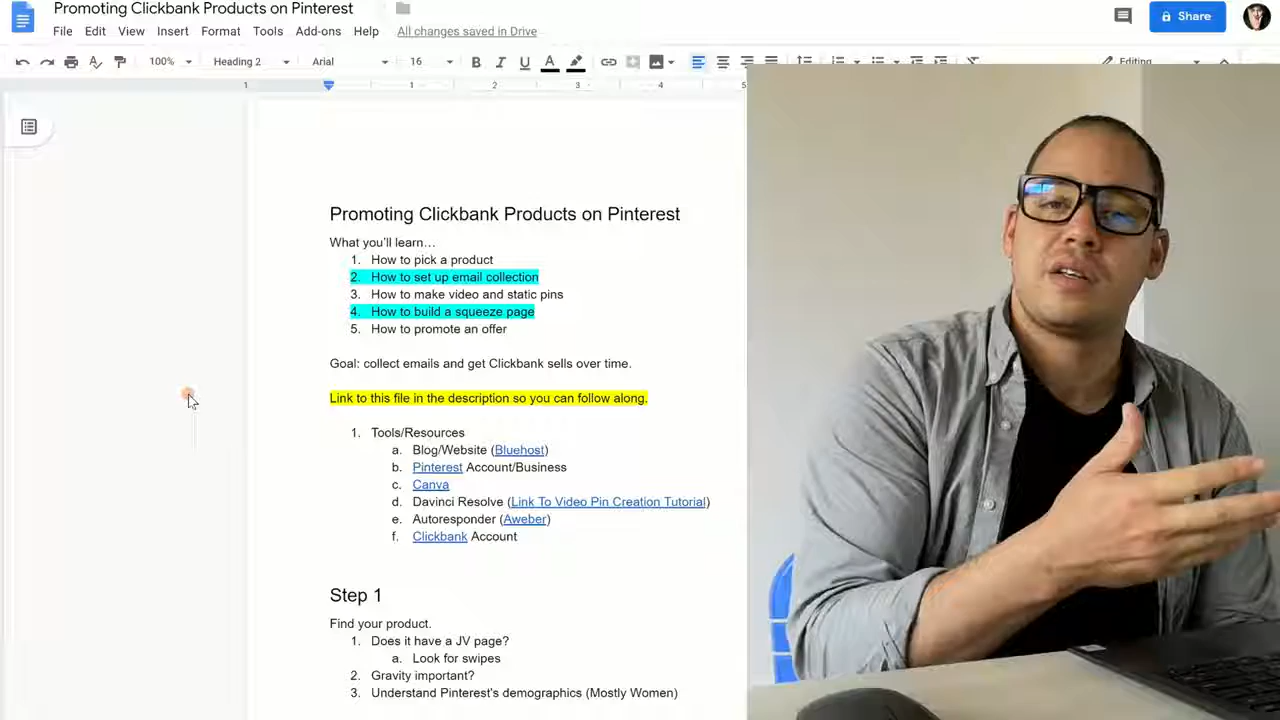 Promoting Clickbank Products on Pinterest
File Edit View Insert Format Tools Add-ons Help All changes saved in Drive
Share
100% Heading 2 Arial 16 B I U A Editing
1 1 2 3 4 5
Promoting Clickbank Products on Pinterest
What you'll learn…
1. How to pick a product
2. How to set up email collection
3. How to make video and static pins
4. How to build a squeeze page
5. How to promote an offer
Goal: collect emails and get Clickbank sells over time.
Link to this file in the description so you can follow along.
1. Tools/Resources
a. Blog/Website (Bluehost)
b. Pinterest Account/Business
c. Canva
d. Davinci Resolve (Link To Video Pin Creation Tutorial)
e. Autoresponder (Aweber)
f. Clickbank Account
Step 1
Find your product.
1. Does it have a JV page?
a. Look for swipes
2. Gravity important?
3. Understand Pinterest's demographics (Mostly Women)